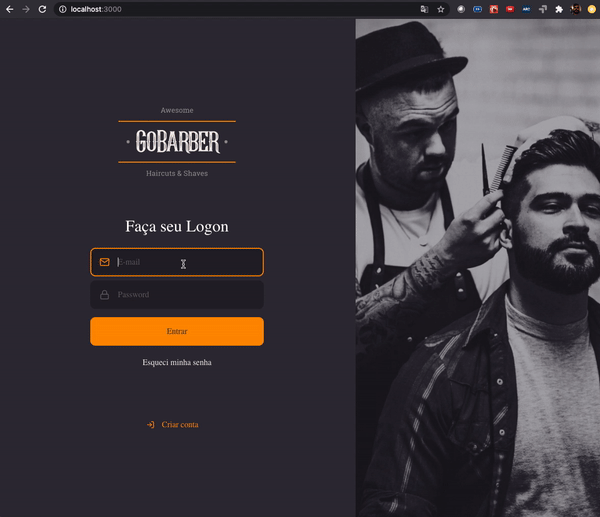 localhost:3000
Awesome
GOBARBER
Haircuts & Shaves
Faça seu Logon
E-mail
Password
Entrar
Esqueci minha senha
Criar conta